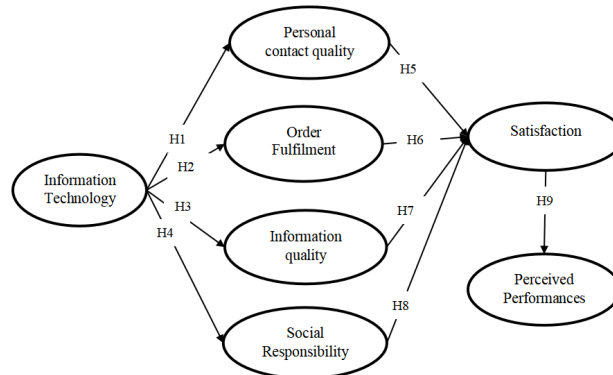 Personal
contact quality
H5
H1
Order
Fulfilment
H6
Satisfaction
H2
Information
Technology
H3
H4
H7
H9
Information
quality
Perceived
Performances
H8
Social
Responsibility